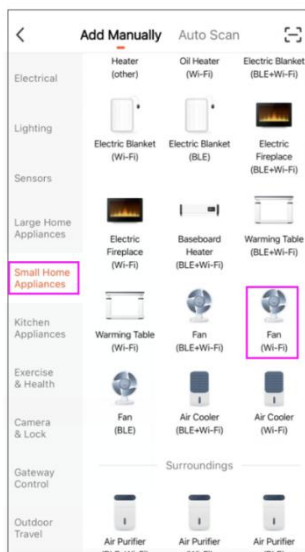 Add Manually Auto Scan
Electrical
Lighting
Sensors
Large Home
Appliances
Small Home
Appliances
Kitchen
Appliances
Exercise
& Health
Camera
& Lock
Gateway
Control
Outdoor
Travel
Heater
(other)
Oil Heater
(Wi-Fi)
Electric Blanket
(BLE+Wi-Fi)
Electric Blanket
(Wi-Fi)
Electric Blanket
(BLE)
Electric
Fireplace
(BLE+Wi-Fi)
Electric
Fireplace
(Wi-Fi)
Baseboard
Heater
(BLE+Wi-Fi)
Warming Table
(BLE+Wi-Fi)
Warming Table
(Wi-Fi)
Fan
(BLE+Wi-Fi)
Fan
(Wi-Fi)
Fan
(BLE)
Air Cooler
(BLE+Wi-Fi)
Air Cooler
(Wi-Fi)
Surroundings
Air Purifier
Air Purifier
Air Purifier